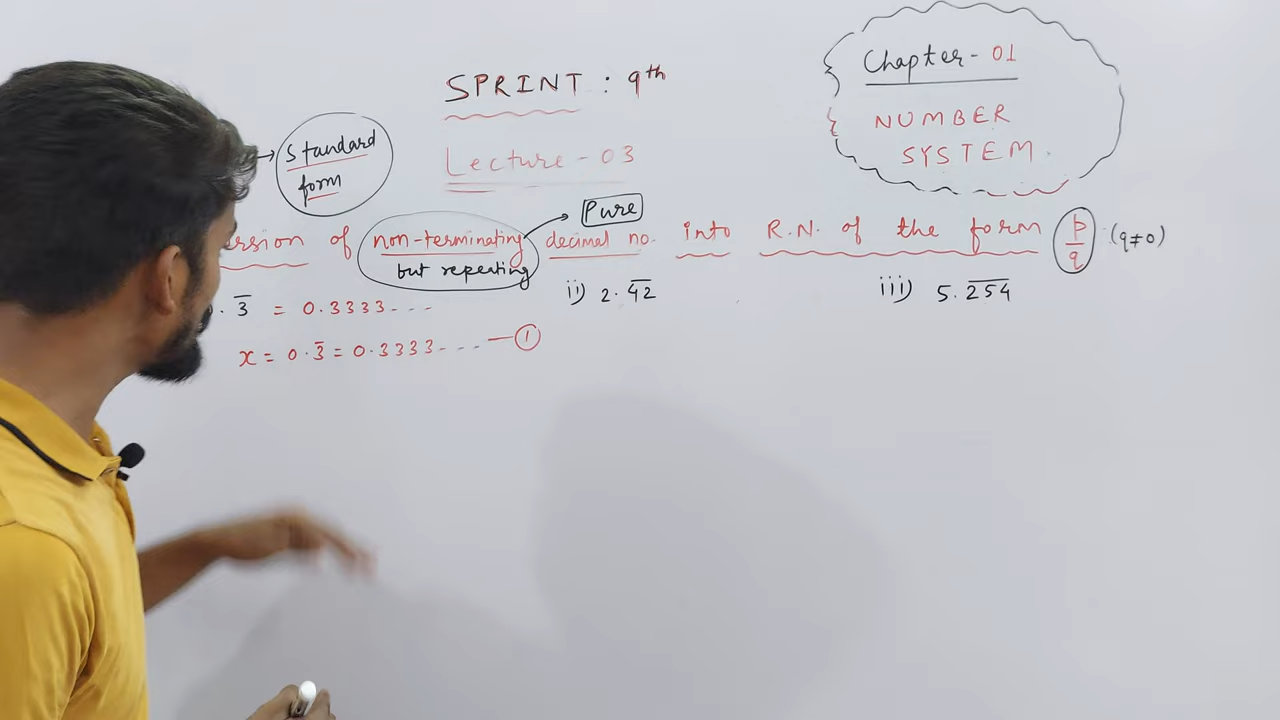 SPRINT : 9th
Chapter - 01
NUMBER
SYSTEM
Standard
form
Lecture - 03
Pure
ersion of non-terminating decimal no. into R.N. of the form p/q (q≠0)
but repeating
. 3̅ = 0.3333...
ii) 2.4̅2̅
iii) 5.2̅5̅4̅
x = 0.3̅ = 0.3333... — ①